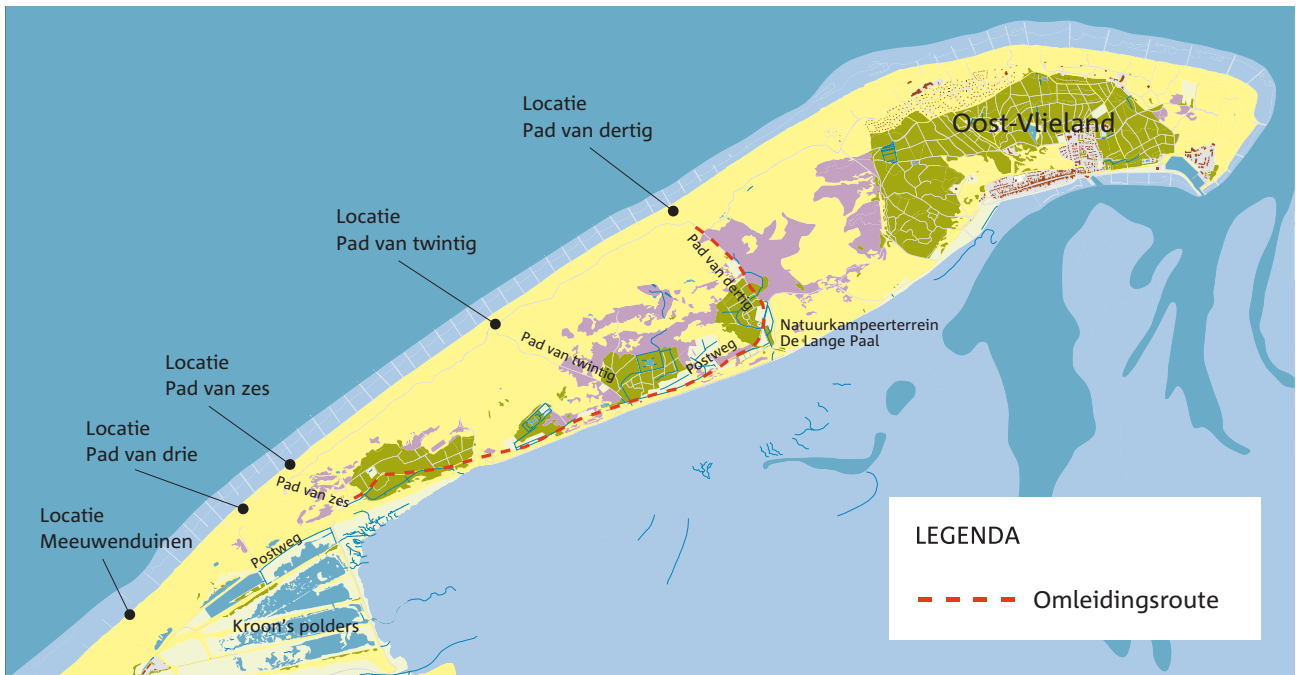 Locatie
Pad van dertig
Oost-Vlieland
Locatie
Pad van twintig
Pad van dertig
Natuurkampeerterrein
De Lange Paal
Pad van twintig
Postweg
Locatie
Pad van zes
Locatie
Pad van drie
Pad van zes
Locatie
Meeuwenduinen
Postweg
Kroon's polders
LEGENDA
Omleidingsroute